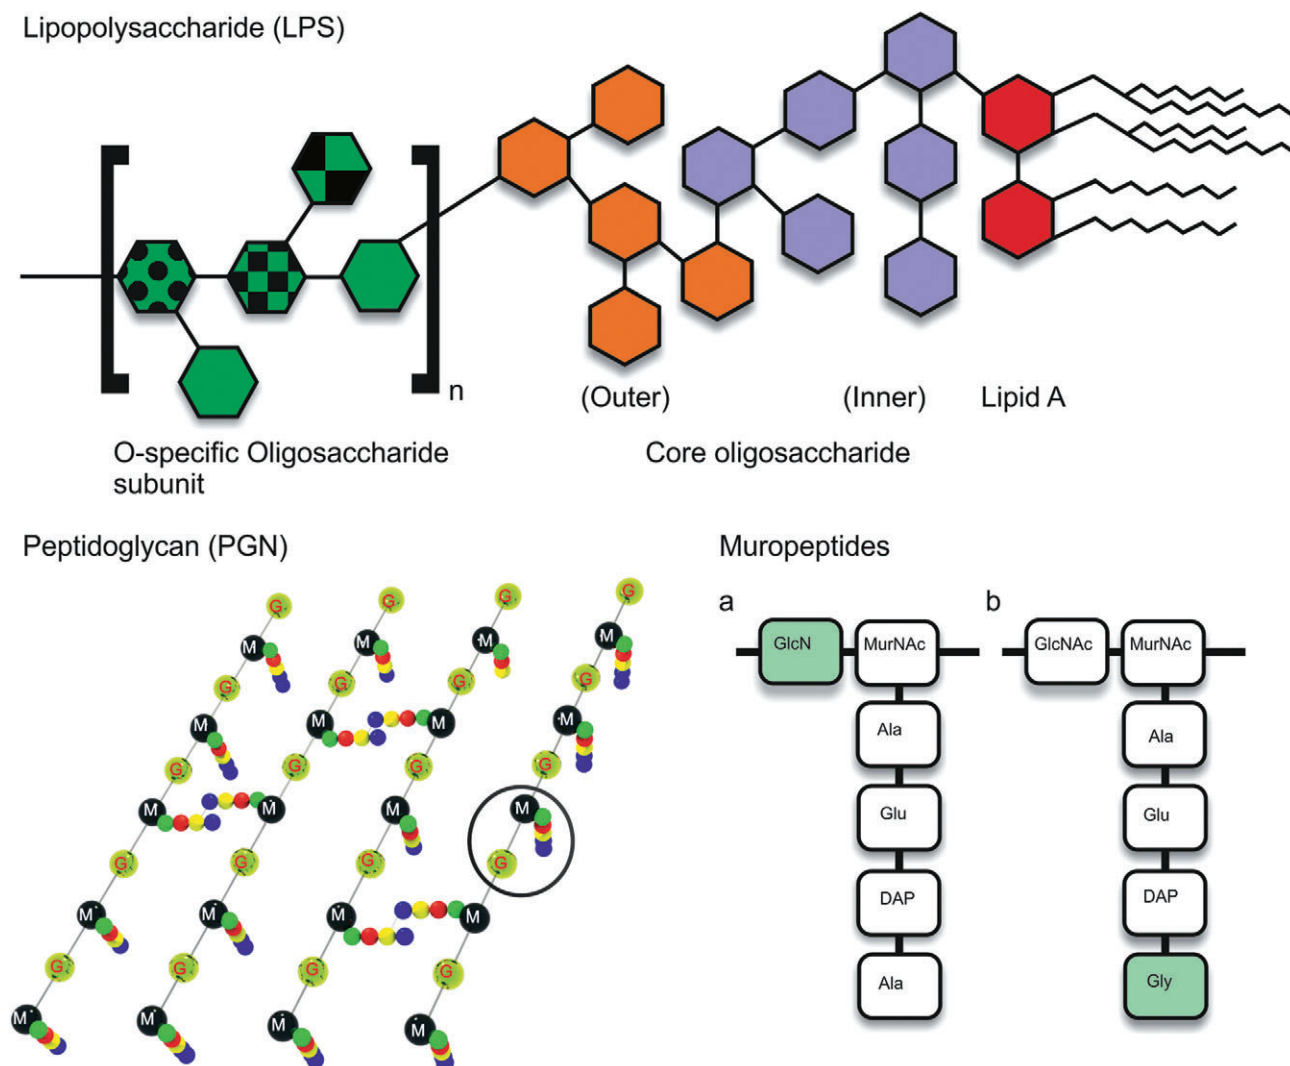 Lipopolysaccharide (LPS)
n
(Outer)
(Inner)
Lipid A
O-specific Oligosaccharide
subunit
Core oligosaccharide
Peptidoglycan (PGN)
Muropeptides
a
b
G G G G
M M M M
G G G G
M M M M
G G G G
M M M M
G G G G
M M M M
G G G G
M M M M
GlcN
MurNAc
Ala
Glu
DAP
Ala
GlcNAc
MurNAc
Ala
Glu
DAP
Gly